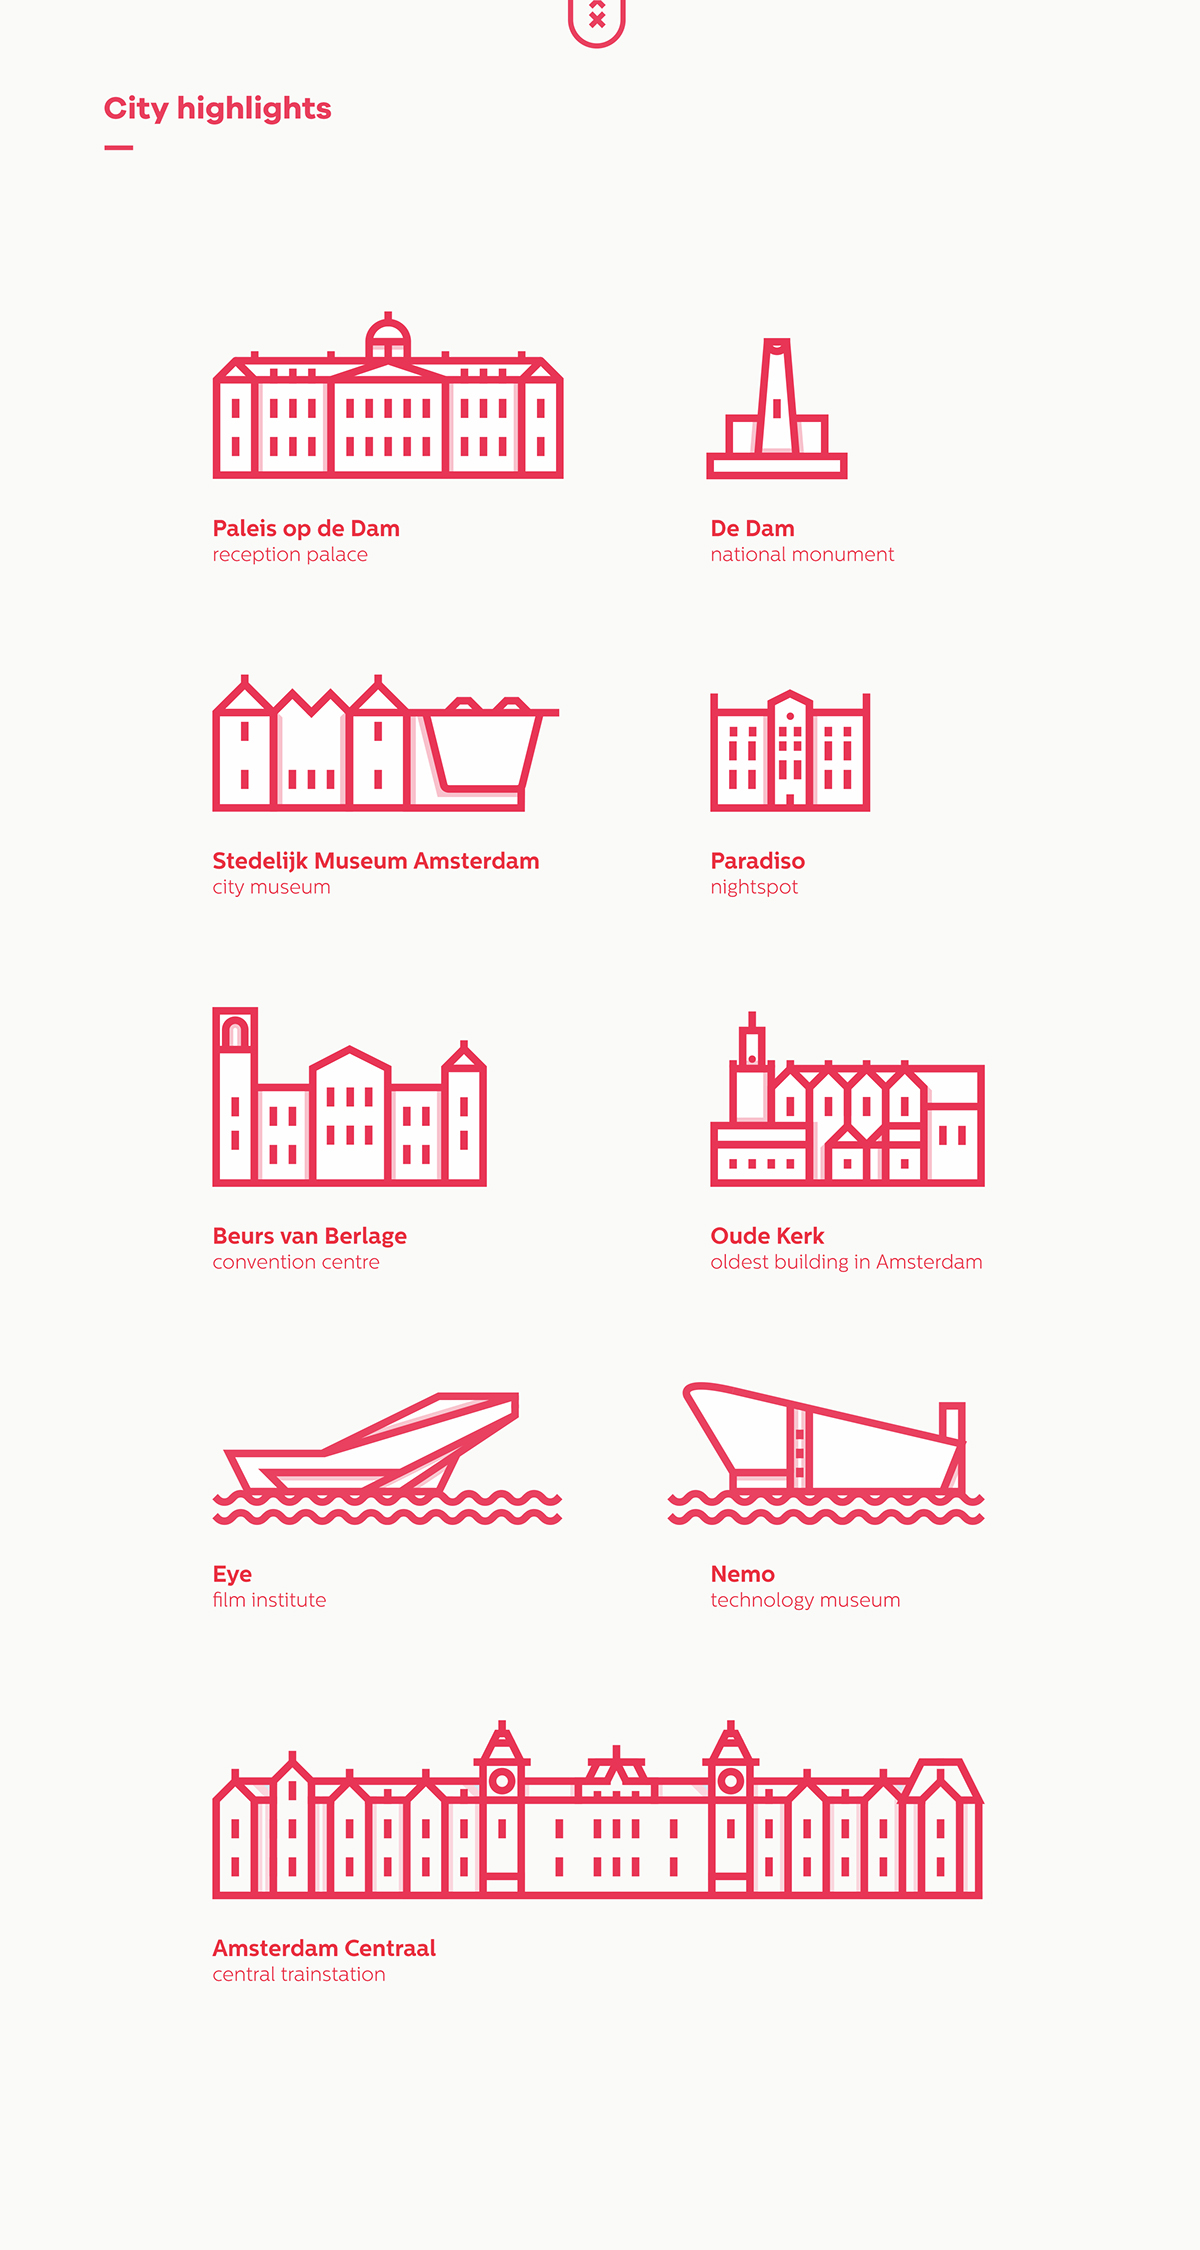 City highlights
Paleis op de Dam
reception palace
De Dam
national monument
Stedelijk Museum Amsterdam
city museum
Paradiso
nightspot
Beurs van Berlage
convention centre
Oude Kerk
oldest building in Amsterdam
Eye
film institute
Nemo
technology museum
Amsterdam Centraal
central trainstation